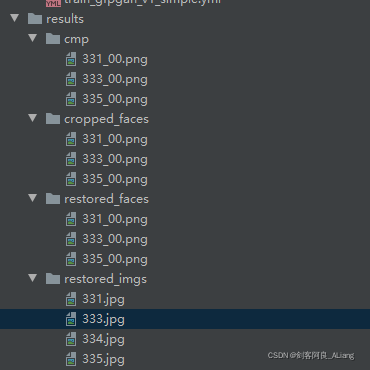 train_gfpgan_v1_simple.yml
results
cmp
331_00.png
333_00.png
335_00.png
cropped_faces
331_00.png
333_00.png
335_00.png
restored_faces
331_00.png
333_00.png
335_00.png
restored_imgs
331.jpg
333.jpg
334.jpg
335.jpg
CSDN @剑客阿良_ALiang